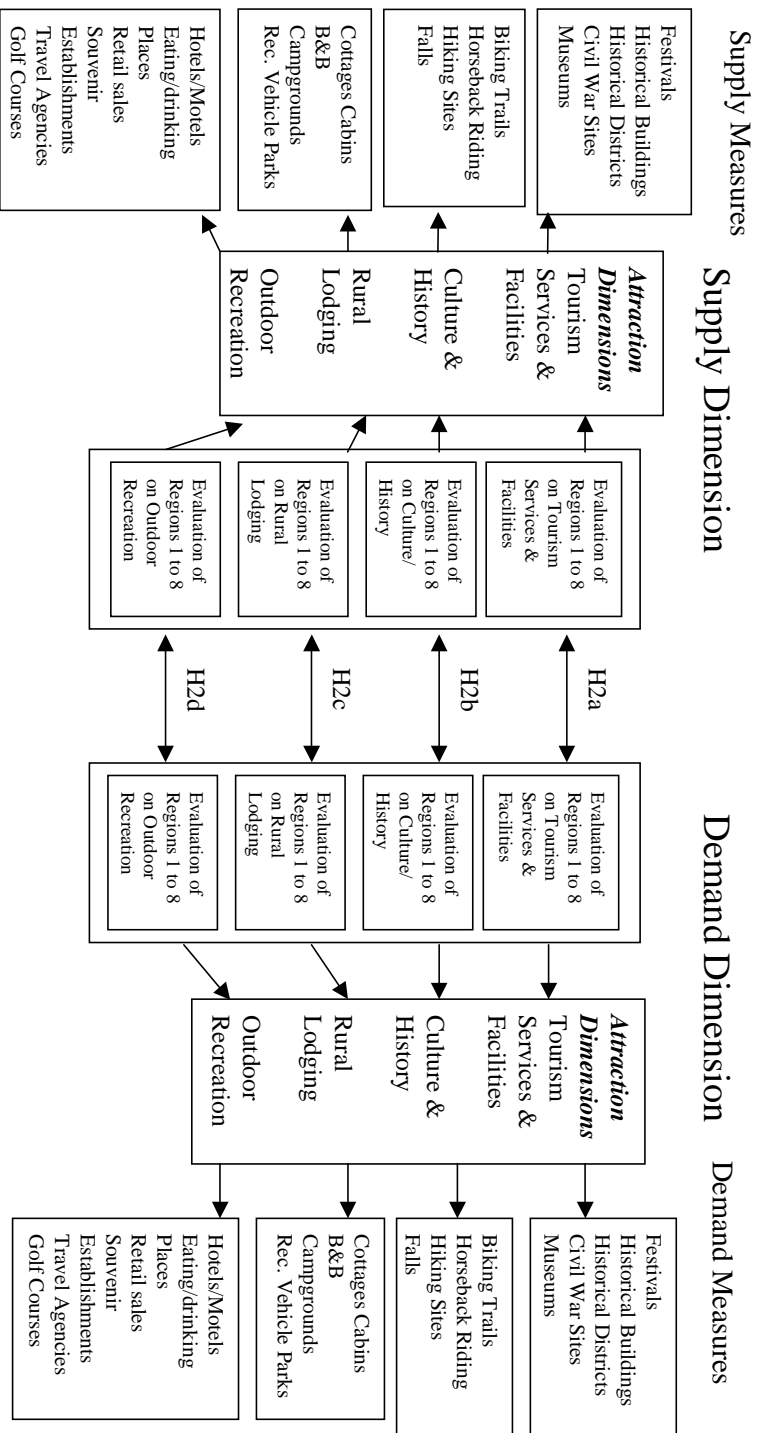 Supply Measures
Festivals
Historical Buildings
Historical Districts
Civil War Sites
Museums
Biking Trails
Horseback Riding
Hiking Sites
Falls
Cottages Cabins
B&B
Campgrounds
Rec. Vehicle Parks
Hotels/Motels
Eating/drinking
Places
Retail sales
Souvenir
Establishments
Travel Agencies
Golf Courses
Supply Dimension
Attraction
Dimensions
Tourism
Services &
Facilities
Culture &
History
Rural
Lodging
Outdoor
Recreation
Evaluation of
Regions 1 to 8
on Tourism
Services &
Facilities
Evaluation of
Regions 1 to 8
on Culture/
History
Evaluation of
Regions 1 to 8
on Rural
Lodging
Evaluation of
Regions 1 to 8
on Outdoor
Recreation
H2a
H2b
H2c
H2d
Demand Dimension
Evaluation of
Regions 1 to 8
on Tourism
Services &
Facilities
Evaluation of
Regions 1 to 8
on Culture/
History
Evaluation of
Regions 1 to 8
on Rural
Lodging
Evaluation of
Regions 1 to 8
on Outdoor
Recreation
Attraction
Dimensions
Tourism
Services &
Facilities
Culture &
History
Rural
Lodging
Outdoor
Recreation
Demand Measures
Festivals
Historical Buildings
Historical Districts
Civil War Sites
Museums
Biking Trails
Horseback Riding
Hiking Sites
Falls
Cottages Cabins
B&B
Campgrounds
Rec. Vehicle Parks
Hotels/Motels
Eating/drinking
Places
Retail sales
Souvenir
Establishments
Travel Agencies
Golf Courses